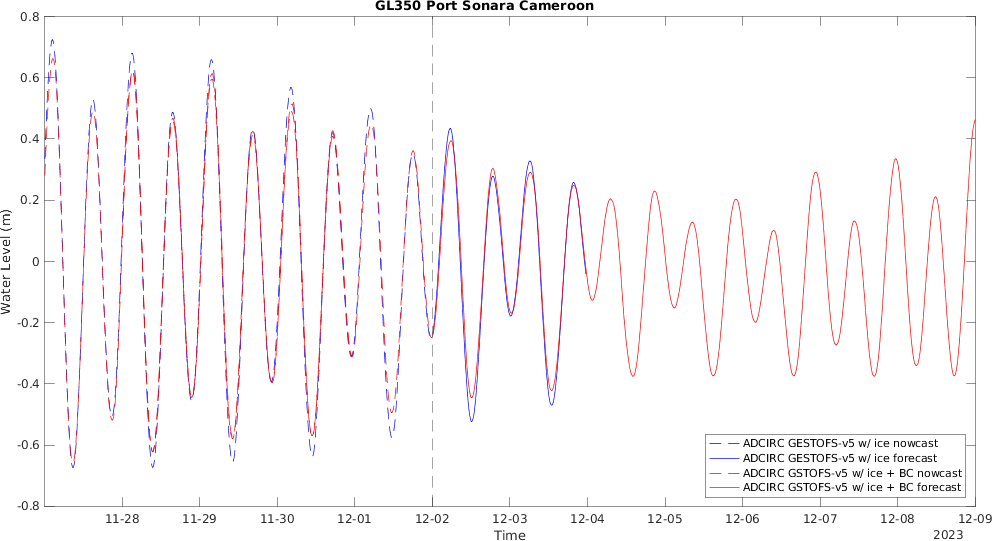 GL350 Port Sonara Cameroon
0.8
0.6
0.4
0.2
0
-0.2
-0.4
-0.6
-0.8
Water Level (m)
ADCIRC GESTOFS-v5 w/ ice nowcast
ADCIRC GESTOFS-v5 w/ ice forecast
ADCIRC GSTOFS-v5 w/ ice + BC nowcast
ADCIRC GSTOFS-v5 w/ ice + BC forecast
11-28 11-29 11-30 12-01 12-02 12-03 12-04 12-05 12-06 12-07 12-08 12-09
Time
2023